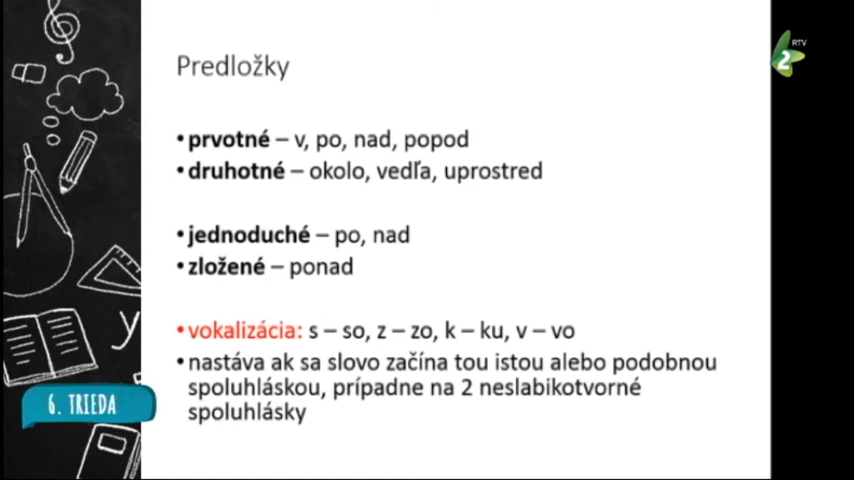 Predložky
• prvotné – v, po, nad, popod
• druhotné – okolo, vedľa, uprostred
• jednoduché – po, nad
• zložené – ponad
• vokalizácia: s – so, z – zo, k – ku, v – vo
• nastáva ak sa slovo začína tou istou alebo podobnou
spoluhláskou, prípadne na 2 neslabikotvorné
spoluhlásky
6. TRIEDA
RTV
2
y